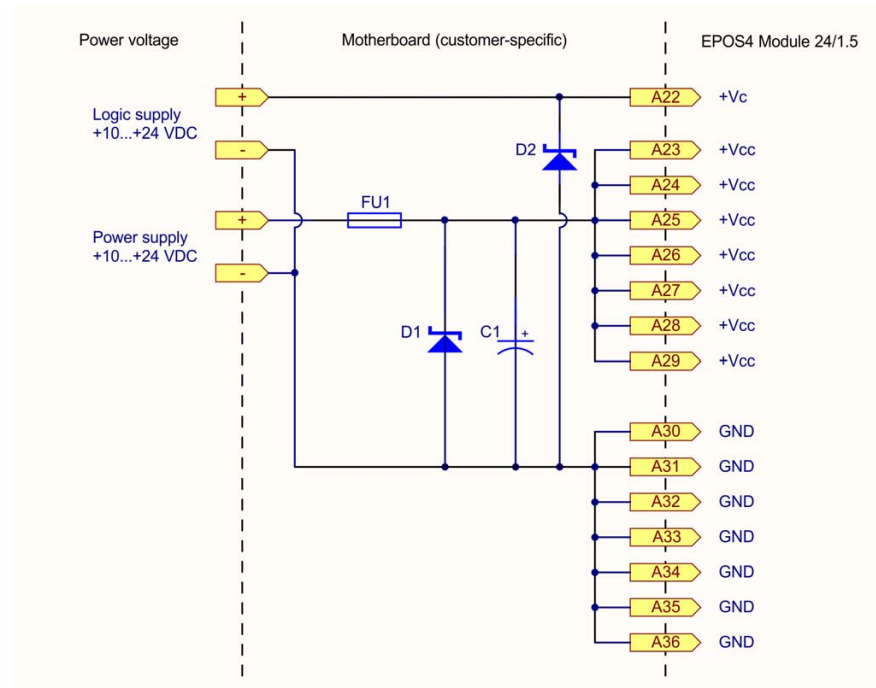 Power voltage
Motherboard (customer-specific)
EPOS4 Module 24/1.5
+
A22
+Vc
Logic supply
+10...+24 VDC
-
D2
A23
+Vcc
A24
+Vcc
FU1
+
A25
+Vcc
Power supply
+10...+24 VDC
A26
+Vcc
-
A27
+Vcc
D1
C1
+
A28
+Vcc
A29
+Vcc
A30
GND
A31
GND
A32
GND
A33
GND
A34
GND
A35
GND
A36
GND